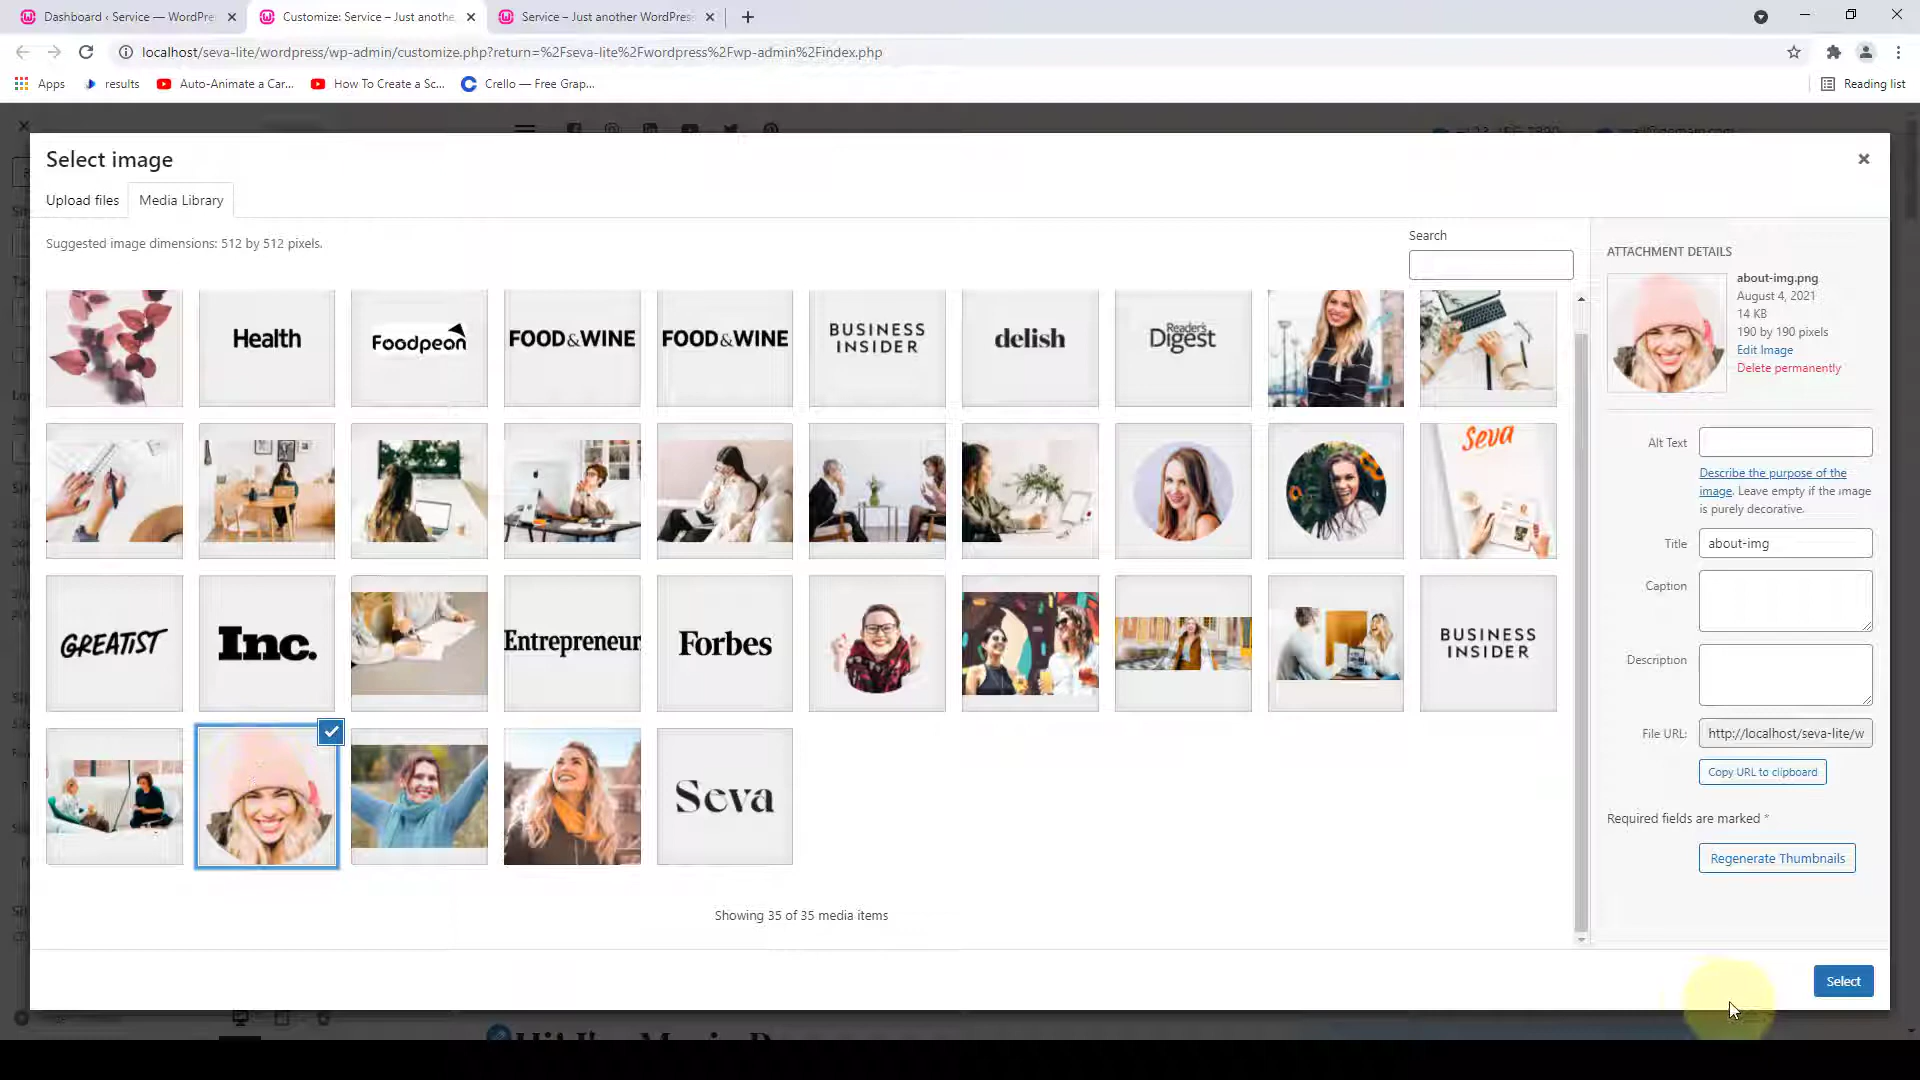 Dashboard ‹ Service — WordPre
Customize: Service – Just anothe
Service – Just another WordPress
localhost/seva-lite/wordpress/wp-admin/customize.php?return=%2Fseva-lite%2Fwordpress%2Fwp-admin%2Findex.php
Apps
results
Auto-Animate a Car...
How To Create a Sc...
Crello — Free Grap...
Reading list
Select image
Upload files
Media Library
Suggested image dimensions: 512 by 512 pixels.
Search
Health
Foodpeon
FOOD&WINE
FOOD&WINE
BUSINESS
INSIDER
delish
Reader's
Digest
Seva
GREATIST
Inc.
Entrepreneur
Forbes
BUSINESS
INSIDER
Seva
Showing 35 of 35 media items
ATTACHMENT DETAILS
about-img.png
August 4, 2021
14 KB
190 by 190 pixels
Edit Image
Delete permanently
Alt Text
Describe the purpose of the
image. Leave empty if the image
is purely decorative.
Title
about-img
Caption
Description
File URL:
http://localhost/seva-lite/w
Copy URL to clipboard
Required fields are marked *
Regenerate Thumbnails
Select